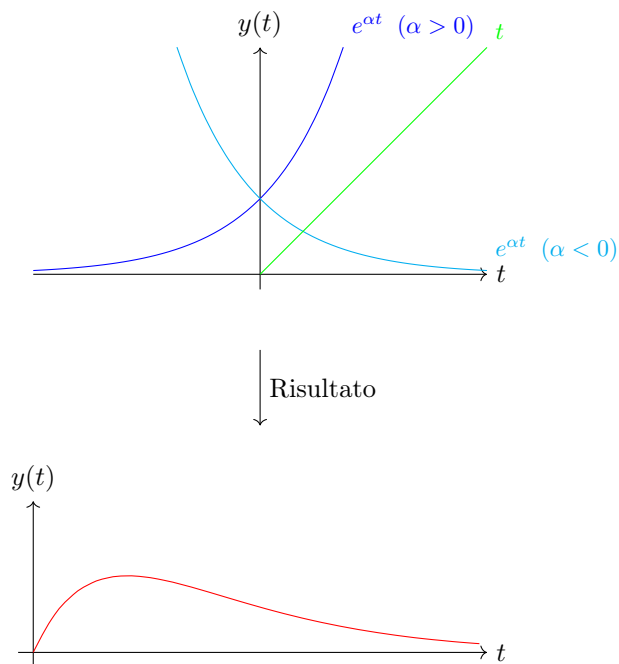 y(t)
e^{αt} (α > 0)
t
e^{αt} (α < 0)
t
Risultato
y(t)
t